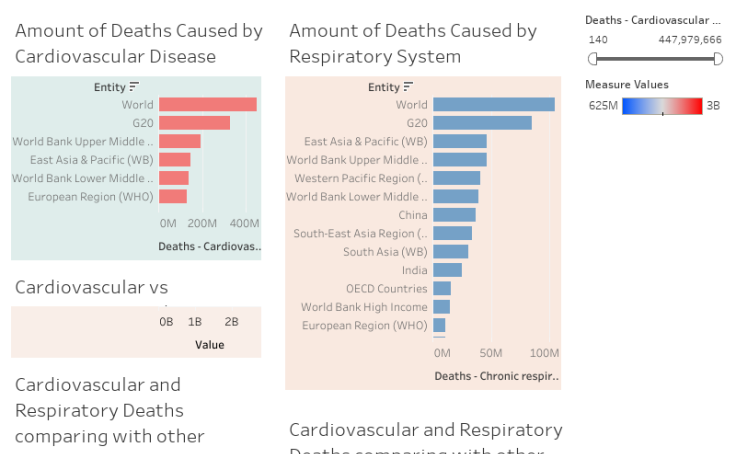 Amount of Deaths Caused by
Cardiovascular Disease
Entity
World
G20
World Bank Upper Middle ..
East Asia & Pacific (WB)
World Bank Lower Middle ..
European Region (WHO)
0M 200M 400M
Deaths - Cardiovas..
Cardiovascular vs
0B 1B 2B
Value
Cardiovascular and
Respiratory Deaths
comparing with other
Amount of Deaths Caused by
Respiratory System
Entity
World
G20
East Asia & Pacific (WB)
World Bank Upper Middle ..
Western Pacific Region (..
World Bank Lower Middle ..
China
South-East Asia Region (..
South Asia (WB)
India
OECD Countries
World Bank High Income
European Region (WHO)
0M 50M 100M
Deaths - Chronic respir..
Cardiovascular and Respiratory
Deaths comparing with other
Deaths - Cardiovascular ...
140 447,979,666
Measure Values
625M 3B